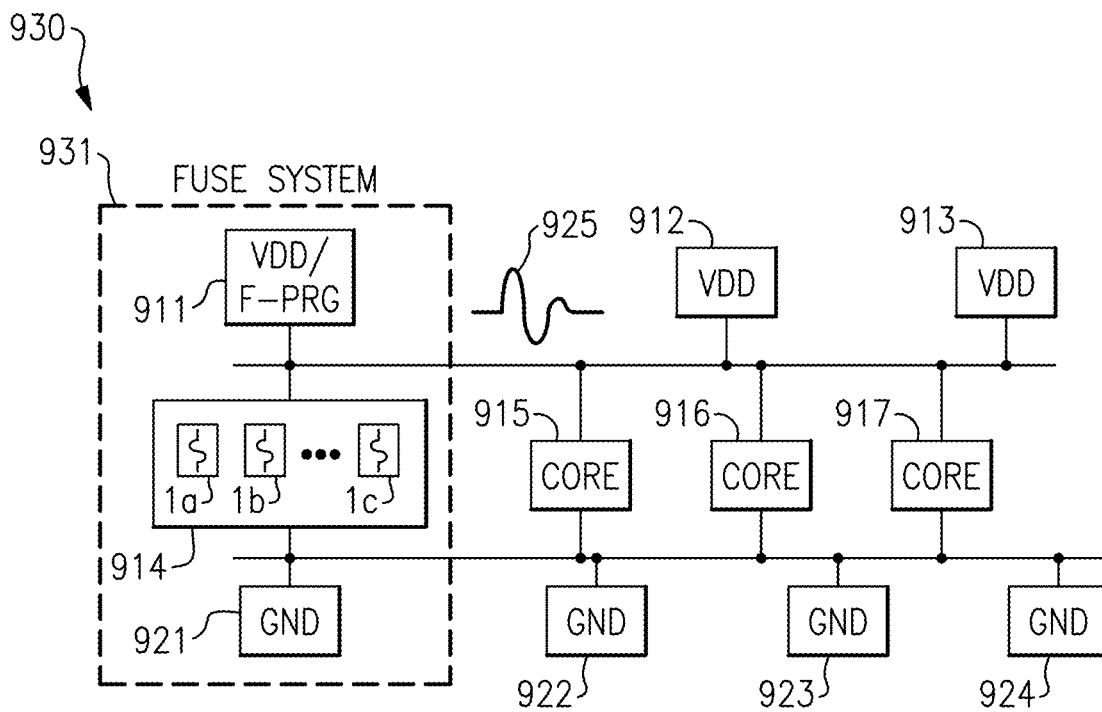 930
931
FUSE SYSTEM
925
912
913
VDD/
F-PRG
911
VDD
VDD
915
916
917
CORE
CORE
CORE
1a
1b
1c
914
921
GND
GND
GND
GND
922
923
924